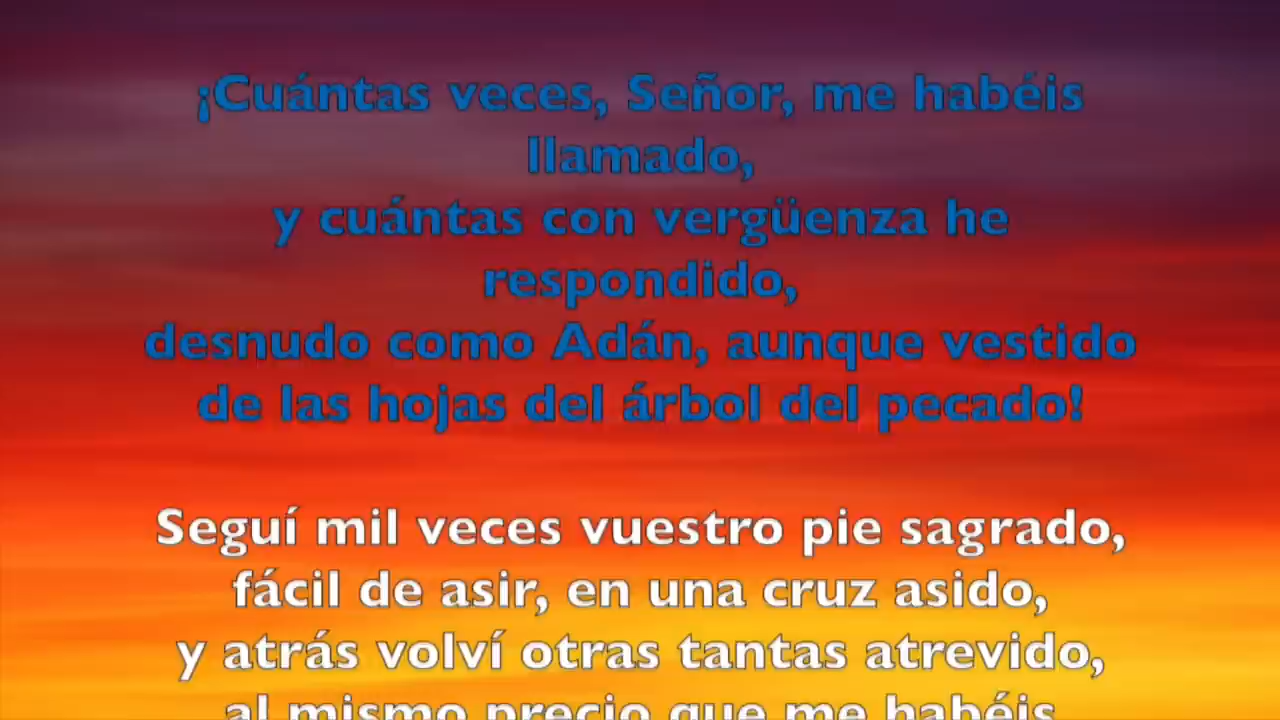 ¡Cuántas veces, Señor, me habéis
llamado,
y cuántas con vergüenza he
respondido,
desnudo como Adán, aunque vestido
de las hojas del árbol del pecado!
Seguí mil veces vuestro pie sagrado,
fácil de asir, en una cruz asido,
y atrás volví otras tantas atrevido,
al mismo precio que me habéis